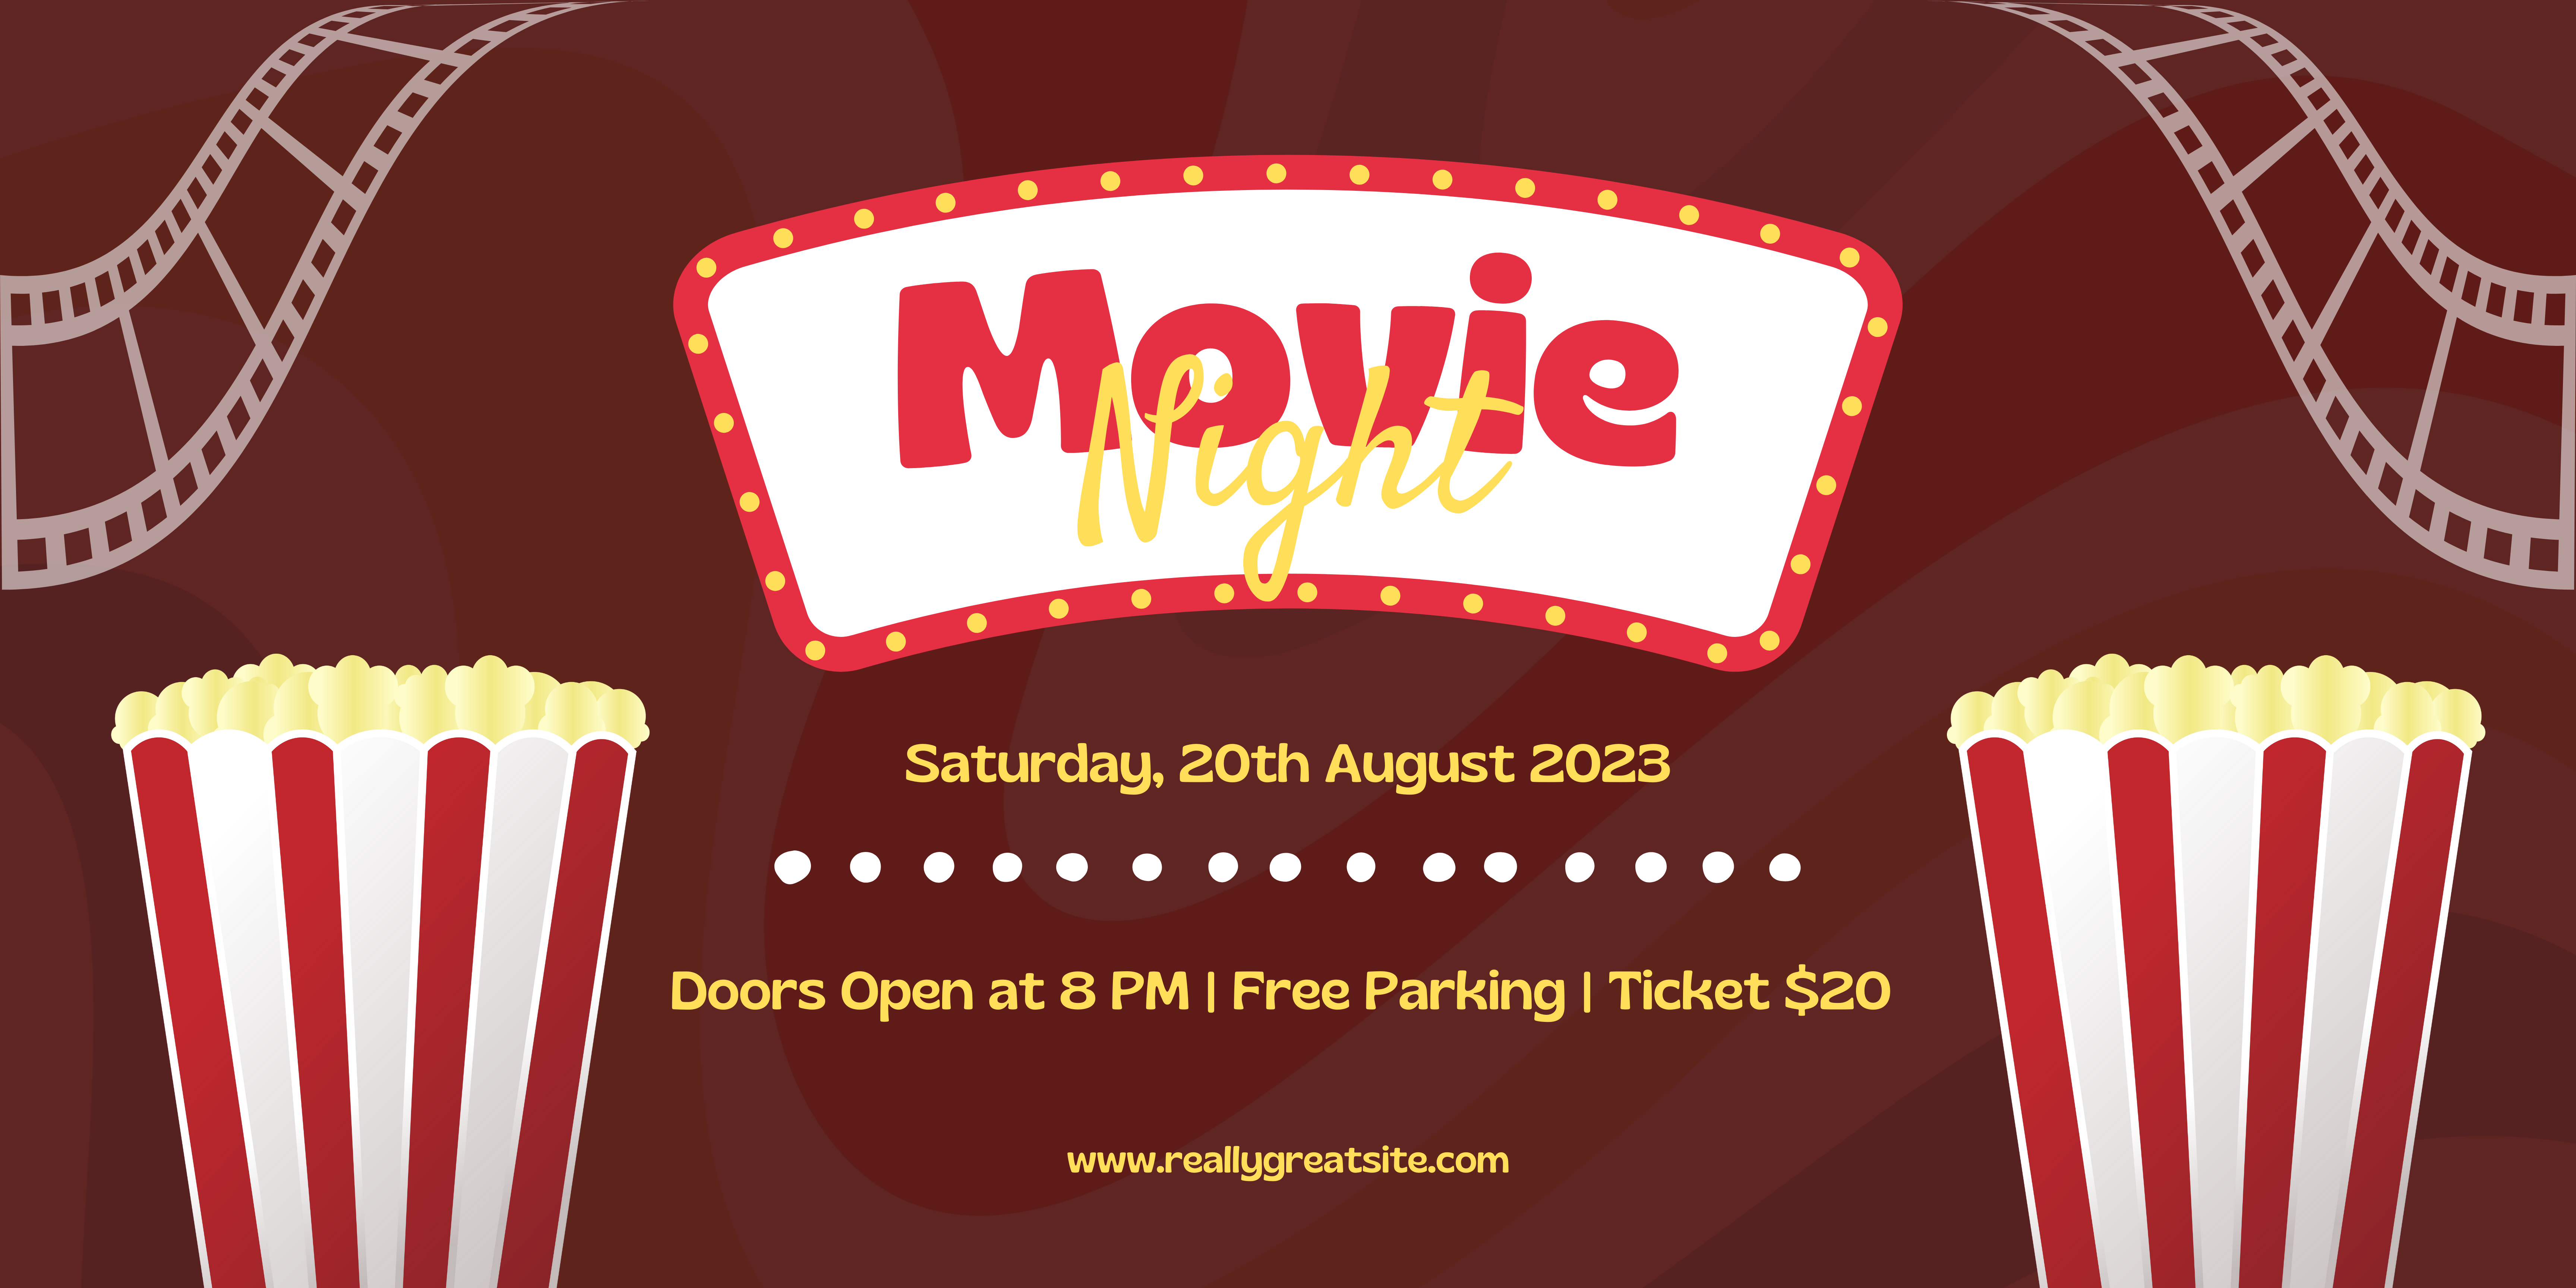 Movie
Night
Saturday, 20th August 2023
Doors Open at 8 PM | Free Parking | Ticket $20
www.reallygreatsite.com